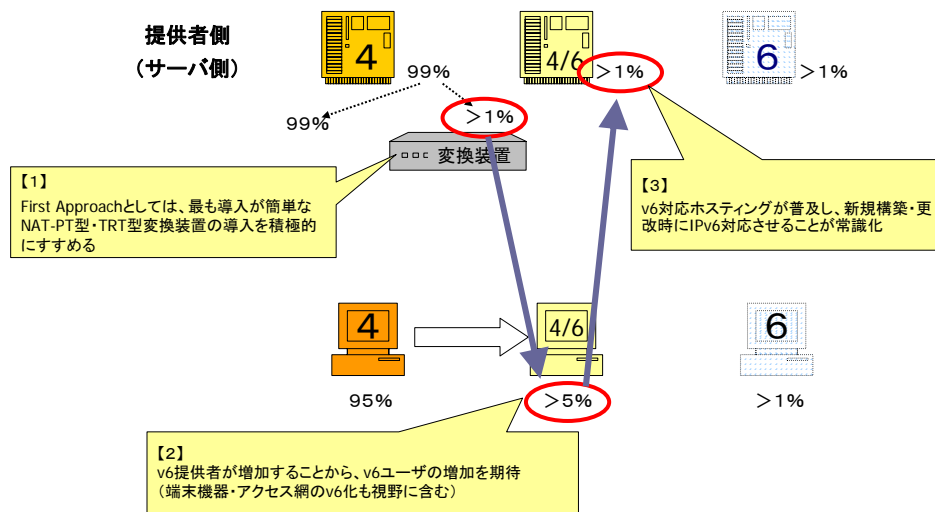 提供者側
(サーバ側)
4
4/6
6
99%
>1%
>1%
99%
>1%
変換装置
【1】
First Approachとしては、最も導入が簡単な
NAT-PT型・TRT型変換装置の導入を積極的
にすすめる
【3】
v6対応ホスティングが普及し、新規構築・更
改時にIPv6対応させることが常識化
4
4/6
6
95%
>5%
>1%
【2】
v6提供者が増加することから、v6ユーザの増加を期待
(端末機器・アクセス網のv6化も視野に含む)